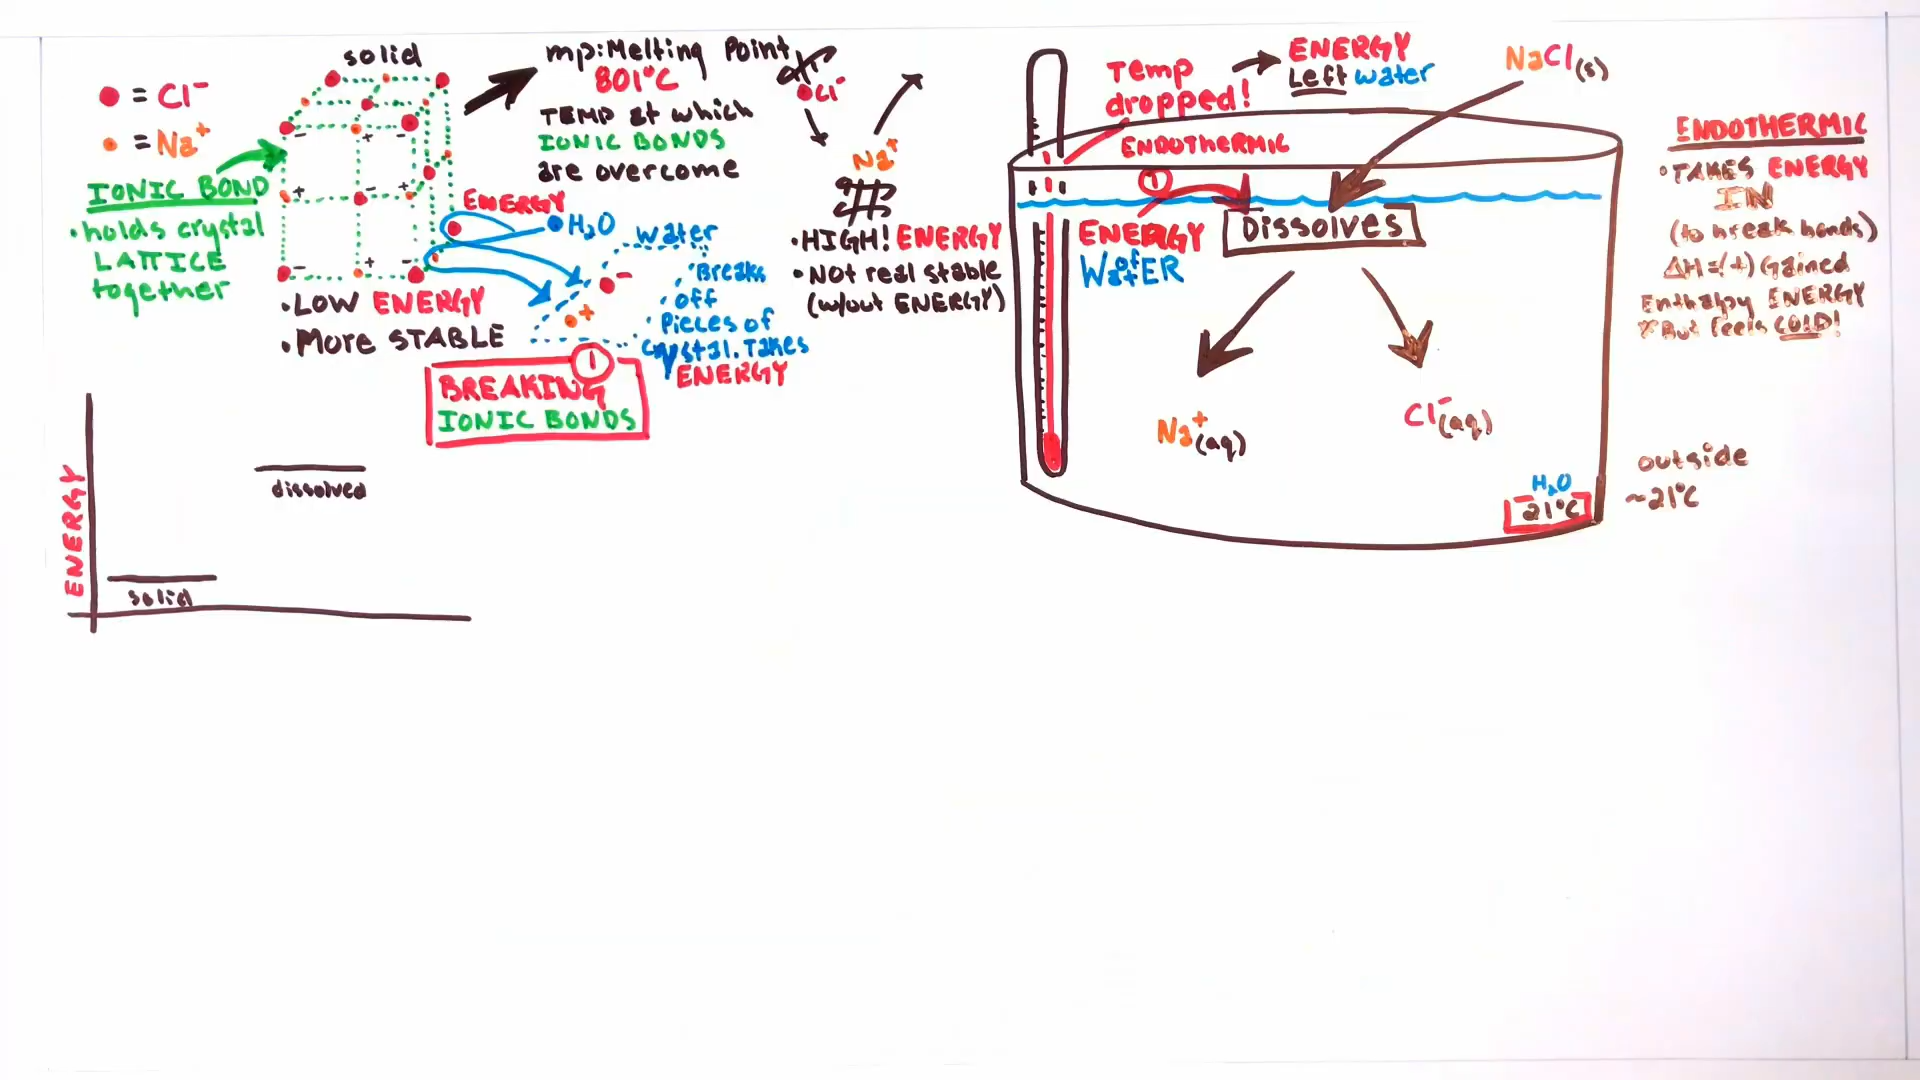 solid
= Cl⁻
= Na⁺
IONIC BOND
• holds crystal
LATTICE
together
• LOW ENERGY
• More STABLE
mp: Melting Point
801°C
TEMP at which
IONIC BONDS
are overcome
ENERGY
H₂O
water
• Breaks
• off
• Pieces of
crystal. Takes
ENERGY
①
BREAKING
IONIC BONDS
Cl⁻
Na⁺
• HIGH! ENERGY
• Not real stable
(w/out ENERGY)
ENERGY
dissolved
solid
Temp
dropped!
ENERGY
Left water
NaCl(s)
ENDOTHERMIC
①
ENERGY
of
WatER
Dissolves
Na⁺(aq)
Cl⁻(aq)
H₂O
21°C
outside
~21°C
ENDOTHERMIC
• TAKES ENERGY
IN
(to break bonds)
ΔH=(+) Gained
Enthalpy ENERGY
* But feels COLD!